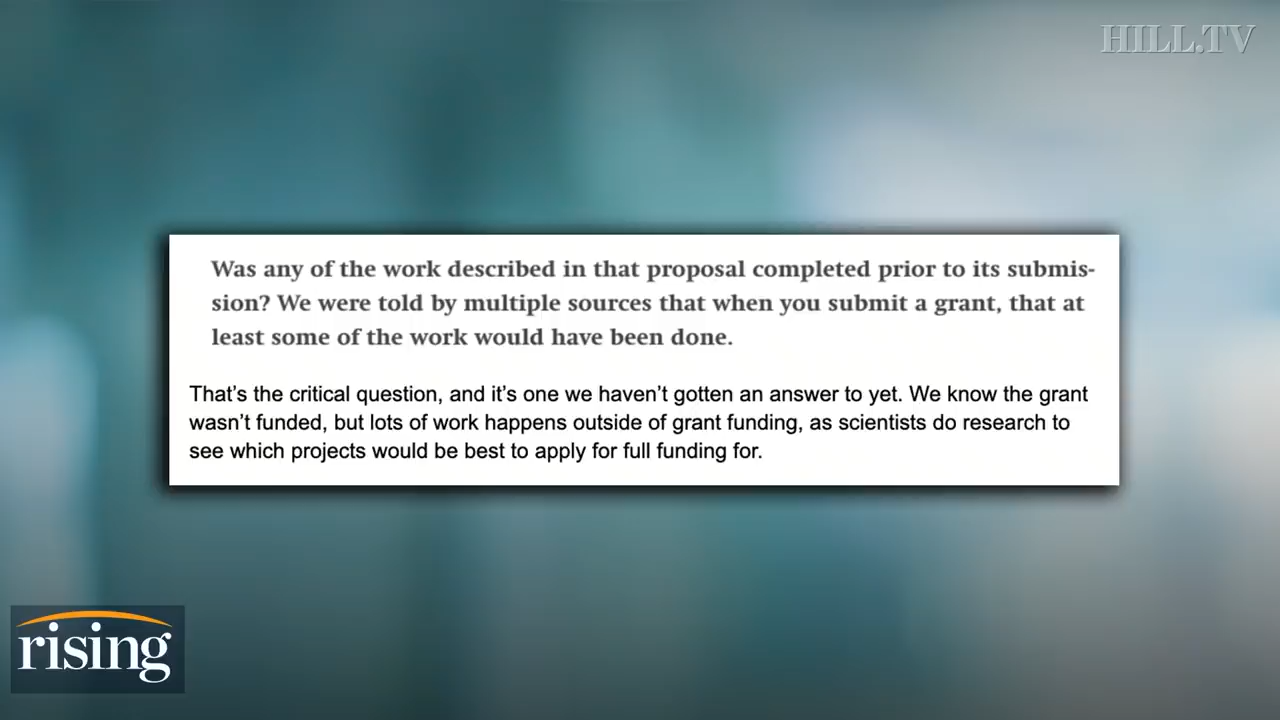 HILL.TV
Was any of the work described in that proposal completed prior to its submis-
sion? We were told by multiple sources that when you submit a grant, that at
least some of the work would have been done.
That’s the critical question, and it’s one we haven’t gotten an answer to yet. We know the grant
wasn’t funded, but lots of work happens outside of grant funding, as scientists do research to
see which projects would be best to apply for full funding for.
rising